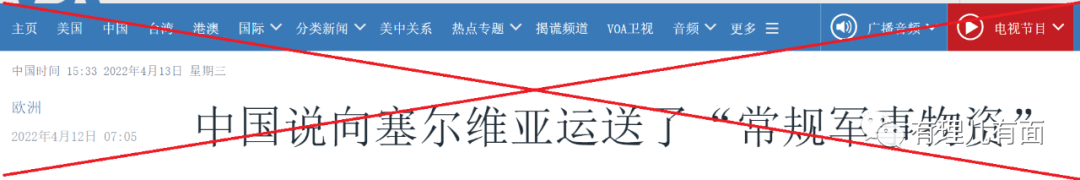 主页 美国 中国 台湾 港澳 国际 分类新闻 美中关系 热点专题 揭谎频道 VOA卫视 音频 更多 广播音频 电视节目
中国时间 15:33 2022年4月13日 星期三
欧洲
2022年4月12日 07:05
中国说向塞尔维亚运送了“常规军事物资”
有理儿有面